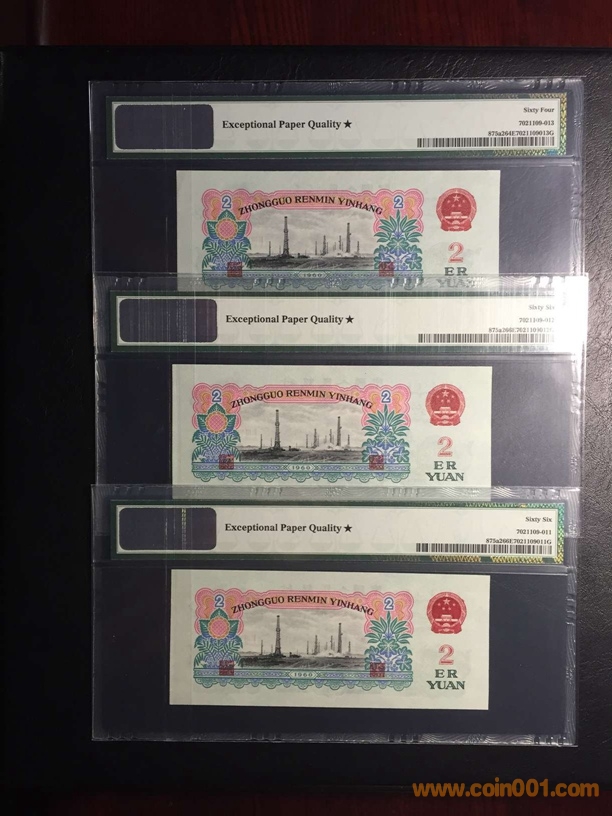 Sixty Four
Exceptional Paper Quality ★
7021109-013
875a264E7021109013G
2 ZHONGGUO RENMIN YINHANG 2
2
1960
ER
YUAN
Sixty Six
Exceptional Paper Quality ★
2 ZHONGGUO RENMIN YINHANG 2
2
1960
ER
YUAN
Sixty Six
Exceptional Paper Quality ★
7021109-011
875a266E7021109011G
2 ZHONGGUO RENMIN YINHANG 2
2
1960
ER
YUAN
www.coin001.com